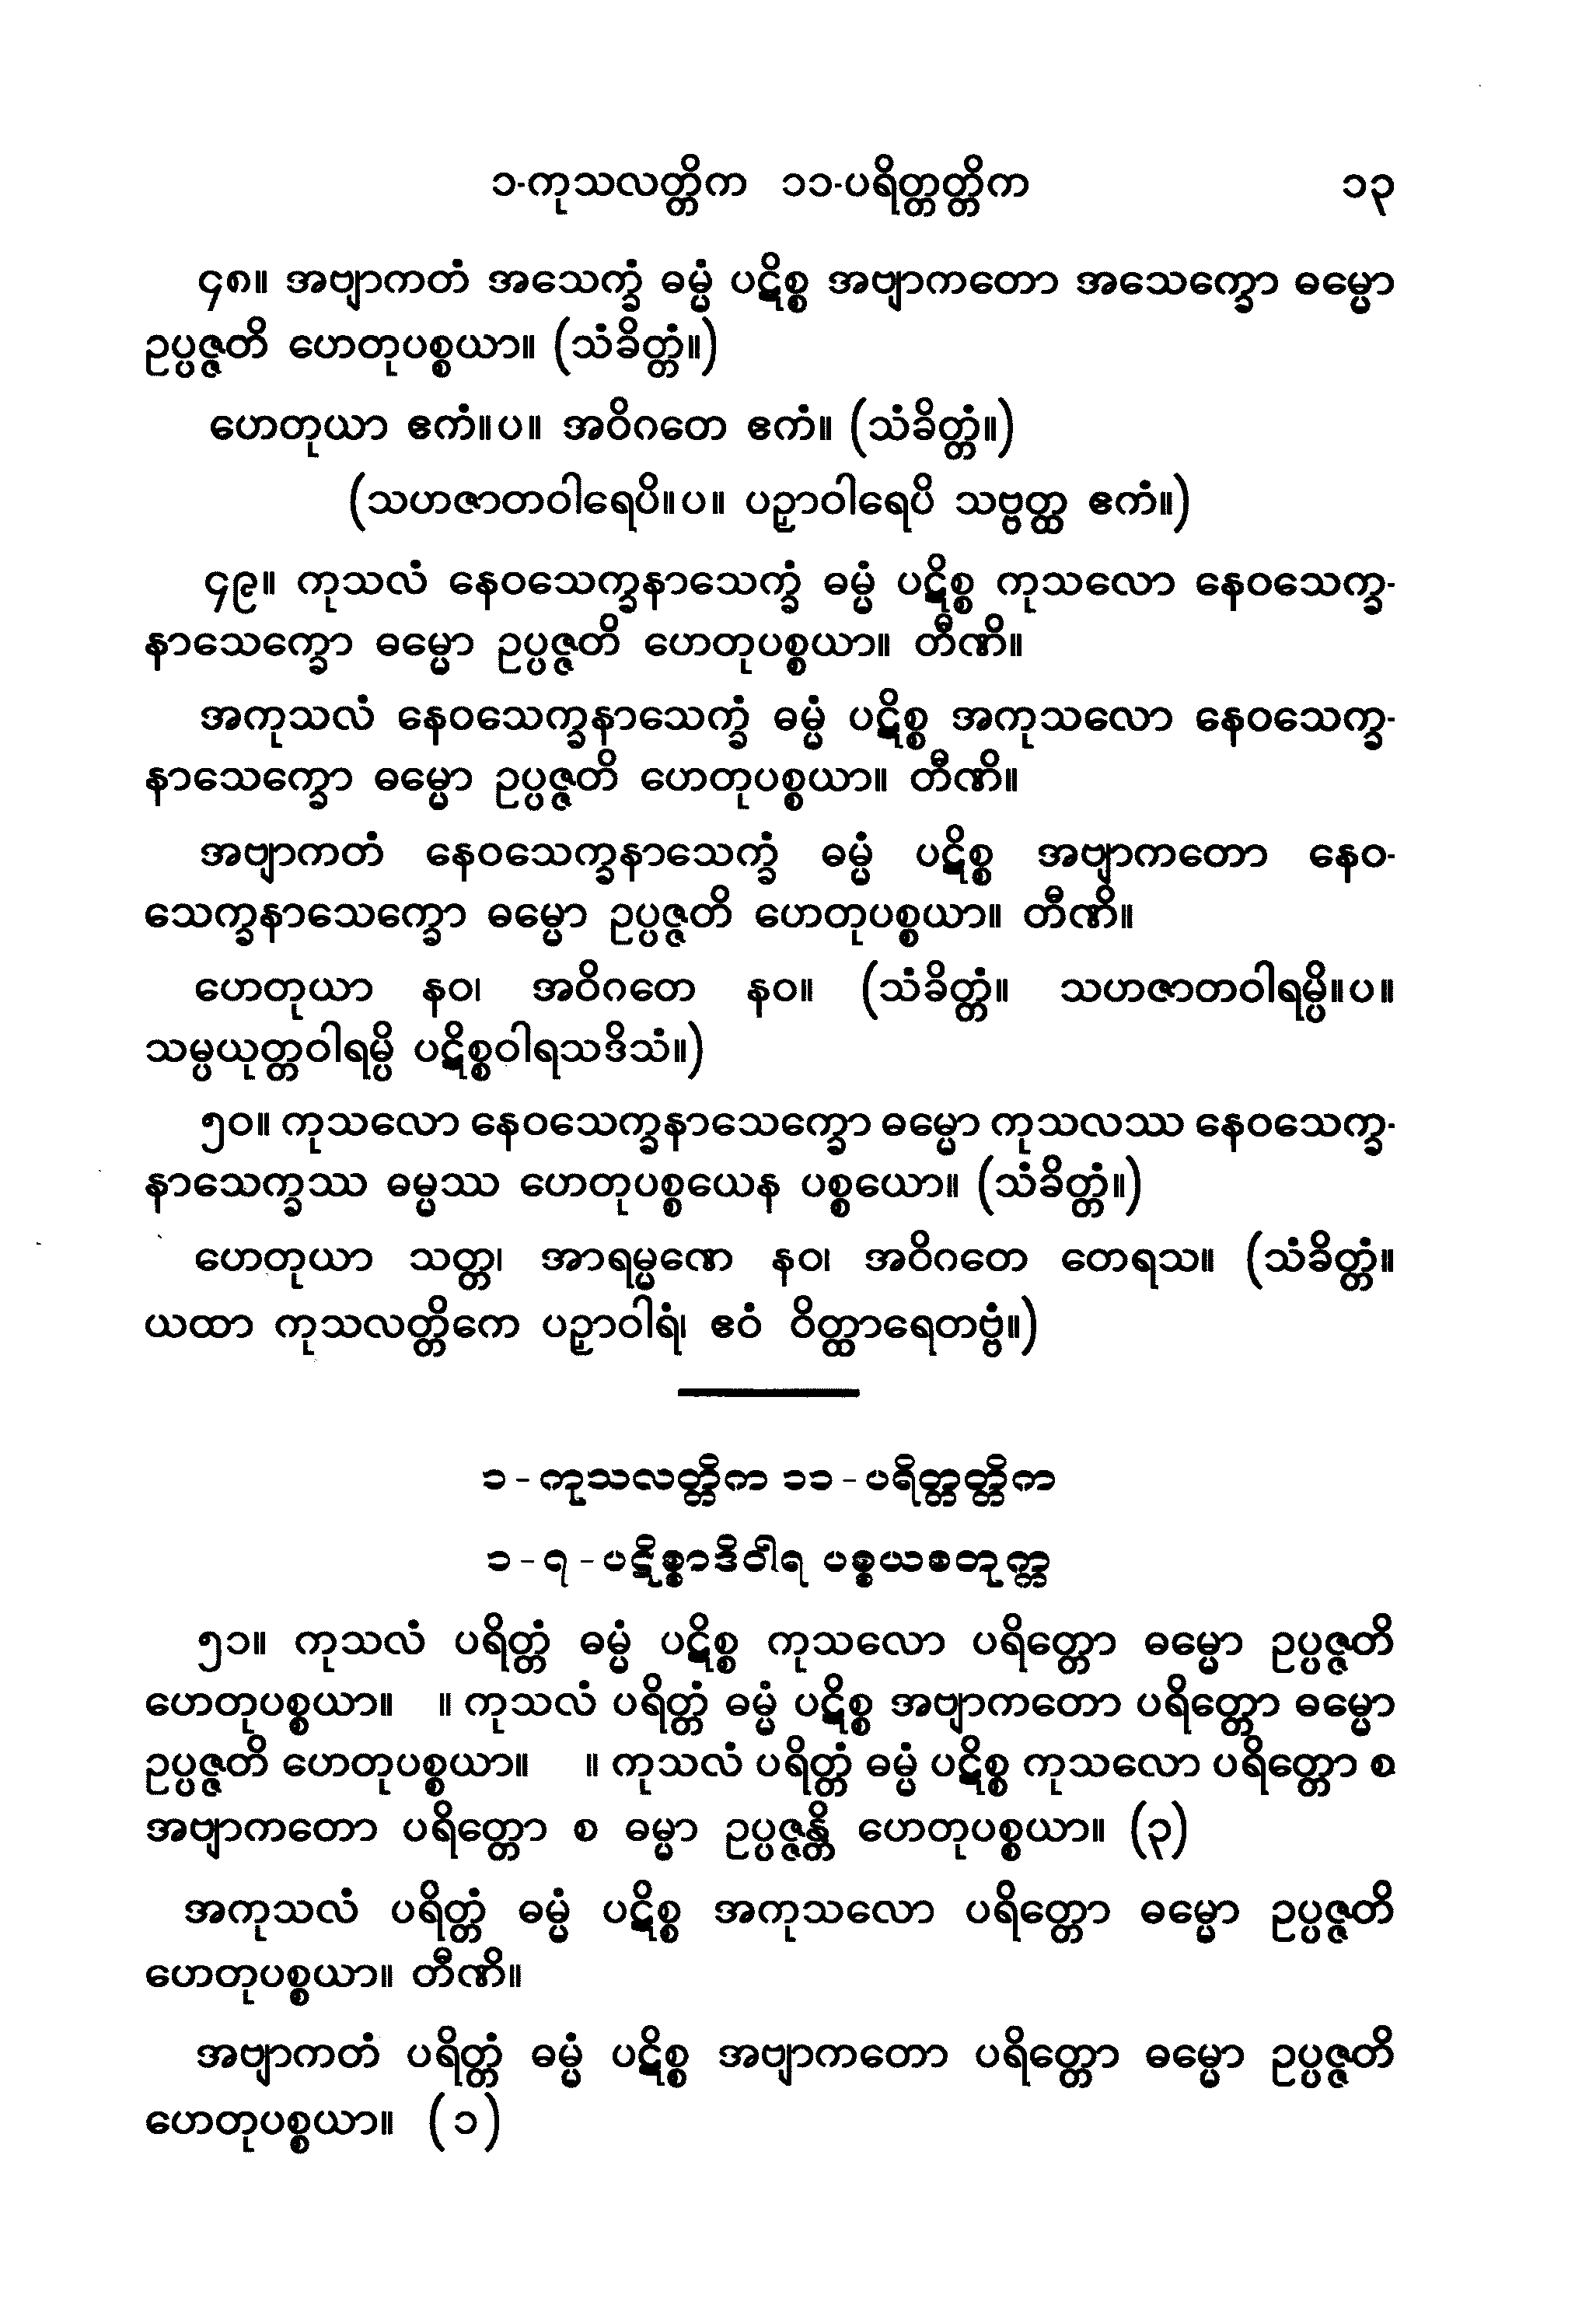 ၁-ကုသလတ္တိက ၁၁-ပရိတ္တတ္တိက ၁၃
၄၈။ အဗျာကတံ အသေက္ခံ ဓမ္မံ ပဋိစ္စ အဗျာကတော အသေက္ခော ဓမ္မော
ဥပ္ပဇ္ဇတိ ဟေတုပစ္စယာ။ (သံခိတ္တံ။)
ဟေတုယာ ဧကံ။ပ။ အဝိဂတေ ဧကံ။ (သံခိတ္တံ။)
(သဟဇာတဝါရေပိ။ပ။ ပဉှာဝါရေပိ သဗ္ဗတ္ထ ဧကံ။)
၄၉။ ကုသလံ နေဝသေက္ခနာသေက္ခံ ဓမ္မံ ပဋိစ္စ ကုသလော နေဝသေက္ခ-
နာသေက္ခော ဓမ္မော ဥပ္ပဇ္ဇတိ ဟေတုပစ္စယာ။ တီဏိ။
အကုသလံ နေဝသေက္ခနာသေက္ခံ ဓမ္မံ ပဋိစ္စ အကုသလော နေဝသေက္ခ-
နာသေက္ခော ဓမ္မော ဥပ္ပဇ္ဇတိ ဟေတုပစ္စယာ။ တီဏိ။
အဗျာကတံ နေဝသေက္ခနာသေက္ခံ ဓမ္မံ ပဋိစ္စ အဗျာကတော နေဝ-
သေက္ခနာသေက္ခော ဓမ္မော ဥပ္ပဇ္ဇတိ ဟေတုပစ္စယာ။ တီဏိ။
ဟေတုယာ နဝ၊ အဝိဂတေ နဝ။ (သံခိတ္တံ။ သဟဇာတဝါရမ္ပိ။ပ။
သမ္ပယုတ္တဝါရမ္ပိ ပဋိစ္စဝါရသဒိသံ။)
၅၀။ ကုသလော နေဝသေက္ခနာသေက္ခော ဓမ္မော ကုသလဿ နေဝသေက္ခ-
နာသေက္ခဿ ဓမ္မဿ ဟေတုပစ္စယေန ပစ္စယော။ (သံခိတ္တံ။)
ဟေတုယာ သတ္တ၊ အာရမ္မဏေ နဝ၊ အဝိဂတေ တေရသ။ (သံခိတ္တံ။
ယထာ ကုသလတ္တိကေ ပဉှာဝါရံ၊ ဧဝံ ဝိတ္ထာရေတဗ္ဗံ။)
၁ - ကုသလတ္တိက ၁၁ - ပရိတ္တတ္တိက
၁ - ၇ - ပဋိစ္စာဒိဝါရ ပစ္စယစတုက္က
၅၁။ ကုသလံ ပရိတ္တံ ဓမ္မံ ပဋိစ္စ ကုသလော ပရိတ္တော ဓမ္မော ဥပ္ပဇ္ဇတိ
ဟေတုပစ္စယာ။ ။ ကုသလံ ပရိတ္တံ ဓမ္မံ ပဋိစ္စ အဗျာကတော ပရိတ္တော ဓမ္မော
ဥပ္ပဇ္ဇတိ ဟေတုပစ္စယာ။ ။ ကုသလံ ပရိတ္တံ ဓမ္မံ ပဋိစ္စ ကုသလော ပရိတ္တော စ
အဗျာကတော ပရိတ္တော စ ဓမ္မာ ဥပ္ပဇ္ဇန္တိ ဟေတုပစ္စယာ။ (၃)
အကုသလံ ပရိတ္တံ ဓမ္မံ ပဋိစ္စ အကုသလော ပရိတ္တော ဓမ္မော ဥပ္ပဇ္ဇတိ
ဟေတုပစ္စယာ။ တီဏိ။
အဗျာကတံ ပရိတ္တံ ဓမ္မံ ပဋိစ္စ အဗျာကတော ပရိတ္တော ဓမ္မော ဥပ္ပဇ္ဇတိ
ဟေတုပစ္စယာ။ (၁)